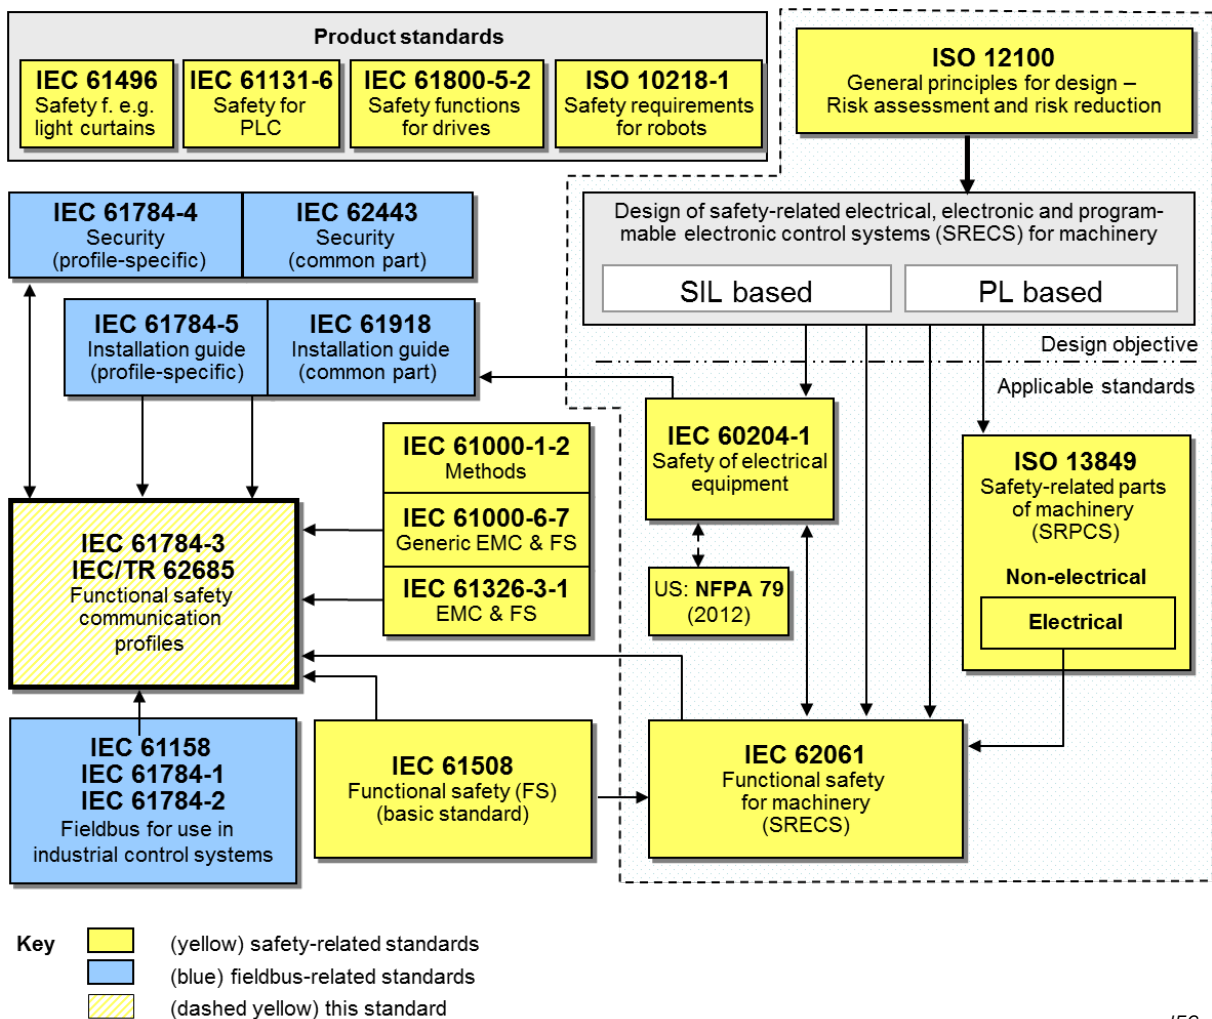 Product standards
IEC 61496
Safety f. e.g.
light curtains
IEC 61131-6
Safety for
PLC
IEC 61800-5-2
Safety functions
for drives
ISO 10218-1
Safety requirements
for robots
ISO 12100
General principles for design –
Risk assessment and risk reduction
IEC 61784-4
Security
(profile-specific)
IEC 62443
Security
(common part)
Design of safety-related electrical, electronic and program-
mable electronic control systems (SRECS) for machinery
SIL based
PL based
IEC 61784-5
Installation guide
(profile-specific)
IEC 61918
Installation guide
(common part)
Design objective
Applicable standards
IEC 60204-1
Safety of electrical
equipment
ISO 13849
Safety-related parts
of machinery
(SRPCS)
Non-electrical
Electrical
IEC 61000-1-2
Methods
IEC 61000-6-7
Generic EMC & FS
IEC 61326-3-1
EMC & FS
US: NFPA 79
(2012)
IEC 61784-3
IEC/TR 62685
Functional safety
communication
profiles
IEC 61158
IEC 61784-1
IEC 61784-2
Fieldbus for use in
industrial control systems
IEC 61508
Functional safety (FS)
(basic standard)
IEC 62061
Functional safety
for machinery
(SRECS)
Key
(yellow) safety-related standards
(blue) fieldbus-related standards
(dashed yellow) this standard